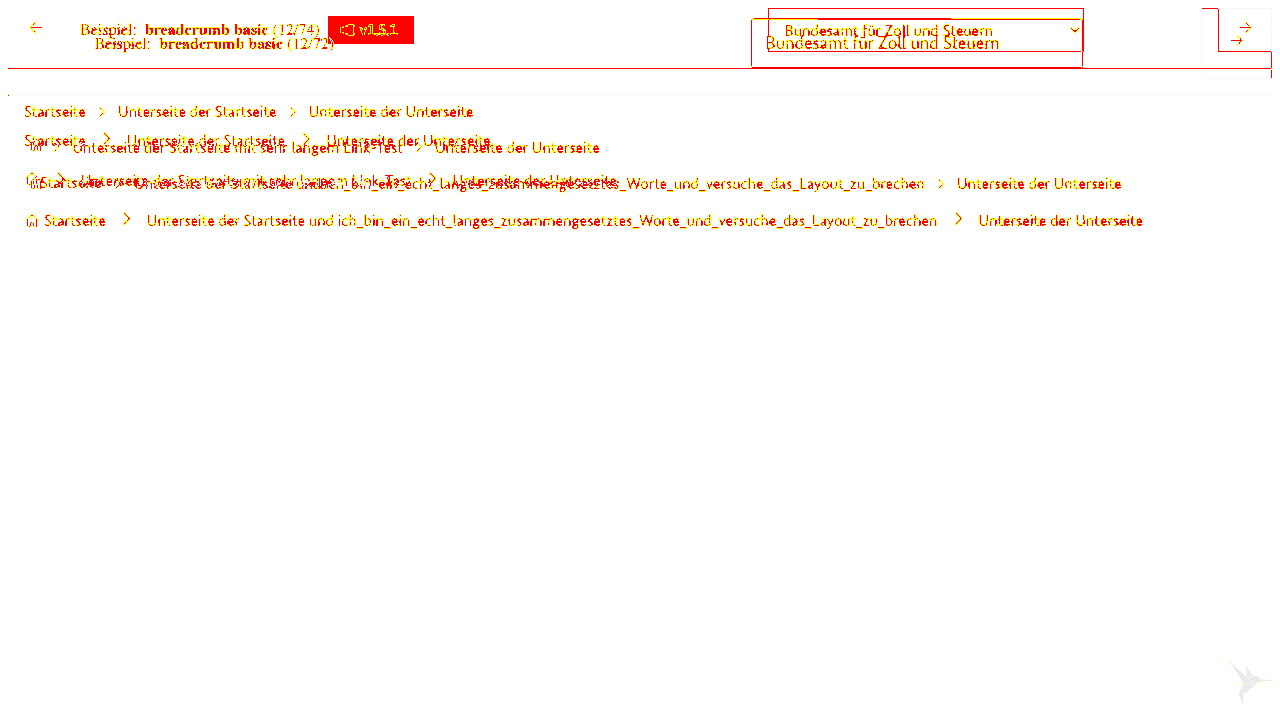 Beispiel: breadcrumb basic (12/74) v1.5.1 Bundesamt für Zoll und Steuern
Beispiel: breadcrumb basic (12/72) Bundesamt für Zoll und Steuern
Startseite Unterseite der Startseite Unterseite der Unterseite
Startseite Unterseite der Startseite Unterseite der Unterseite
Unterseite der Startseite mit sehr langem Link-Text Unterseite der Unterseite
Unterseite der Startseite mit sehr langem Link-Text Unterseite der Unterseite
Startseite Unterseite der Startseite und ich_bin_ein_echt_langes_zusammengesetztes_Worte_und_versuche_das_Layout_zu_brechen Unterseite der Unterseite
Startseite Unterseite der Startseite und ich_bin_ein_echt_langes_zusammengesetztes_Worte_und_versuche_das_Layout_zu_brechen Unterseite der Unterseite